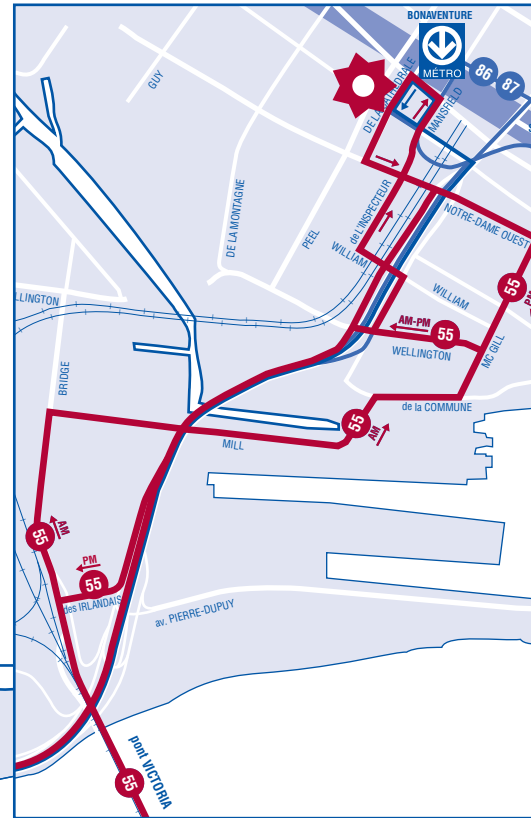 BONAVENTURE
MÉTRO
86
87
GUY
DE LA CATHÉDRALE
MANSFIELD
DE LA MONTAGNE
PEEL
de L'INSPECTEUR
WILLIAM
NOTRE-DAME OUEST
55
PM
WILLIAM
LLINGTON
AM-PM
55
WELLINGTON
MC GILL
BRIDGE
de la COMMUNE
55
AM
MILL
AM
55
PM
55
des IRLANDAIS
av. PIERRE-DUPUY
pont VICTORIA
55